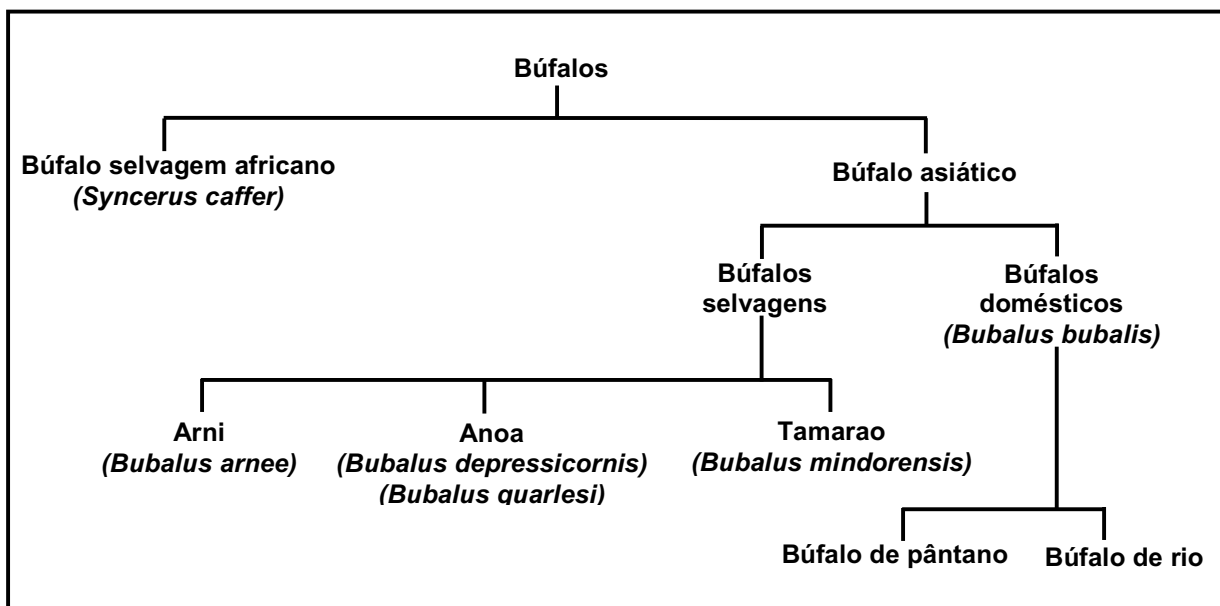 Búfalos
Búfalo selvagem africano
(Syncerus caffer)
Búfalo asiático
Búfalos
selvagens
Búfalos
domésticos
(Bubalus bubalis)
Arni
(Bubalus arnee)
Anoa
(Bubalus depressicornis)
(Bubalus quarlesi)
Tamarao
(Bubalus mindorensis)
Búfalo de pântano
Búfalo de rio